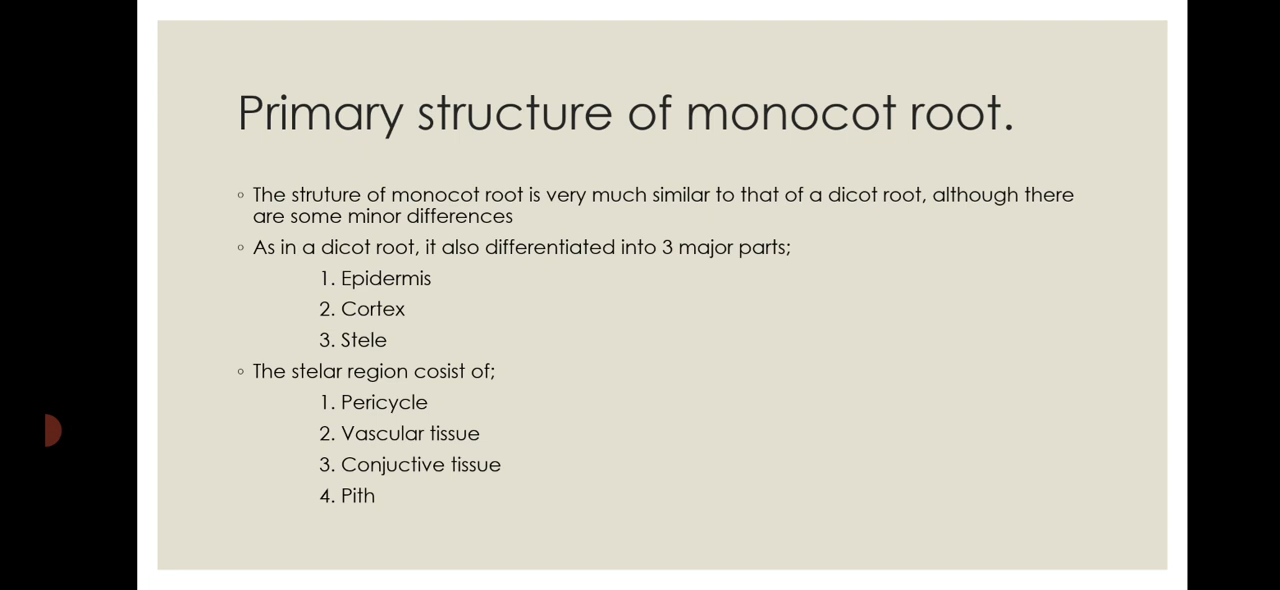 Primary structure of monocot root.
◦ The struture of monocot root is very much similar to that of a dicot root, although there
are some minor differences
◦ As in a dicot root, it also differentiated into 3 major parts;
1. Epidermis
2. Cortex
3. Stele
◦ The stelar region cosist of;
1. Pericycle
2. Vascular tissue
3. Conjuctive tissue
4. Pith